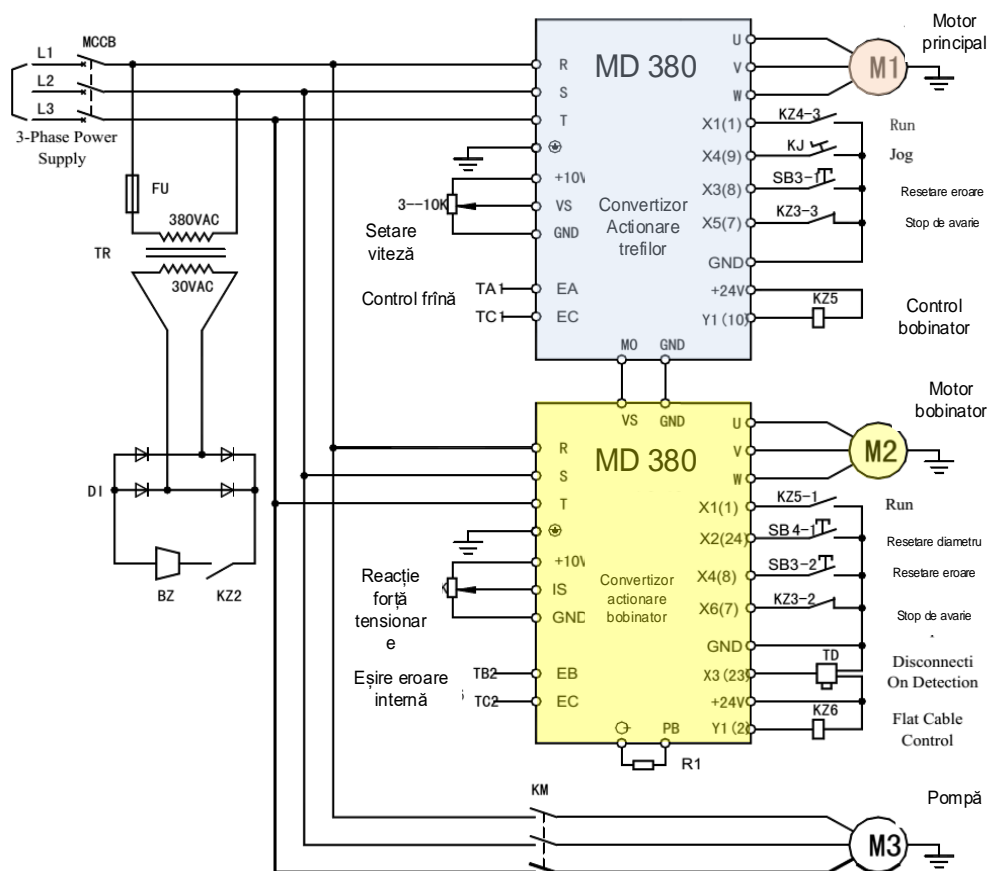 L1
MCCB
L2
L3
3-Phase Power
Supply
FU
380VAC
TR
30VAC
DI
BZ
KZ2
MD 380
R
S
T
+10V
VS
GND
EA
EC
3--10K
Setare
viteză
Control frînă
TA1
TC1
Convertizor
Actionare
trefilor
U
V
W
X1(1)
X4(9)
X3(8)
X5(7)
GND
+24V
Y1(10)
MO
GND
KZ4-3
KJ
SB3-1
KZ3-3
KZ5
Motor
principal
M1
Run
Jog
Resetare eroare
Stop de avarie
Control
bobinator
Motor
bobinator
M2
VS
GND
MD 380
R
S
T
+10V
IS
GND
EB
EC
Reacție
forță
tensionar
e
Eșire eroare
internă
TB2
TC2
Convertizor
actionare
bobinator
U
V
W
X1(1)
X2(24)
X4(8)
X6(7)
GND
X3(23)
+24V
Y1(2)
PB
R1
KZ5-1
SB4-1
SB3-2
KZ3-2
TD
KZ6
Run
Resetare diametru
Resetare eroare
Stop de avarie
Disconnecti
On Detection
Flat Cable
Control
KM
Pompă
M3